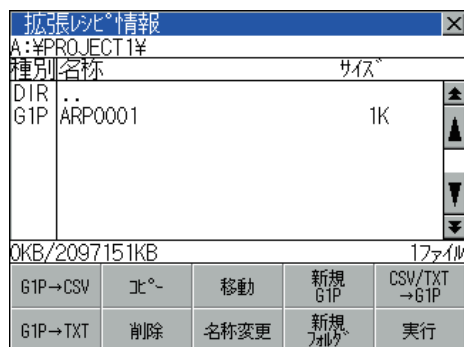 拡張ﾚｼﾋﾟ情報
A:¥PROJECT1¥
種別 名称 ｻｲｽﾞ
DIR ..
G1P ARP0001 1K
0KB/2097151KB 1ﾌｧｲﾙ
G1P→CSV ｺﾋﾟｰ 移動 新規 G1P CSV/TXT →G1P
G1P→TXT 削除 名称変更 新規 ﾌｫﾙﾀﾞ 実行